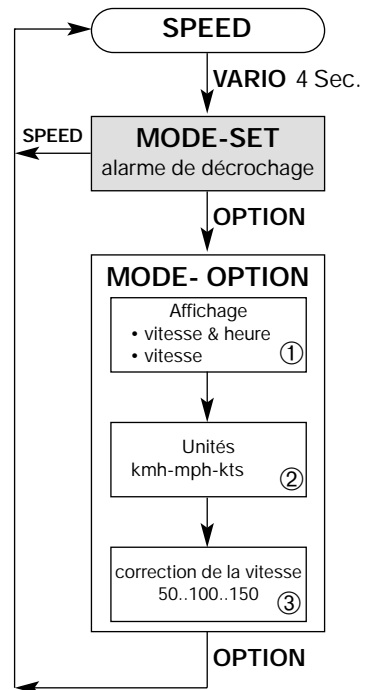 SPEED
VARIO 4 Sec.
SPEED
MODE-SET
alarme de décrochage
OPTION
MODE- OPTION
Affichage
• vitesse & heure
• vitesse
①
Unités
kmh-mph-kts
②
correction de la vitesse
50..100..150
③
OPTION